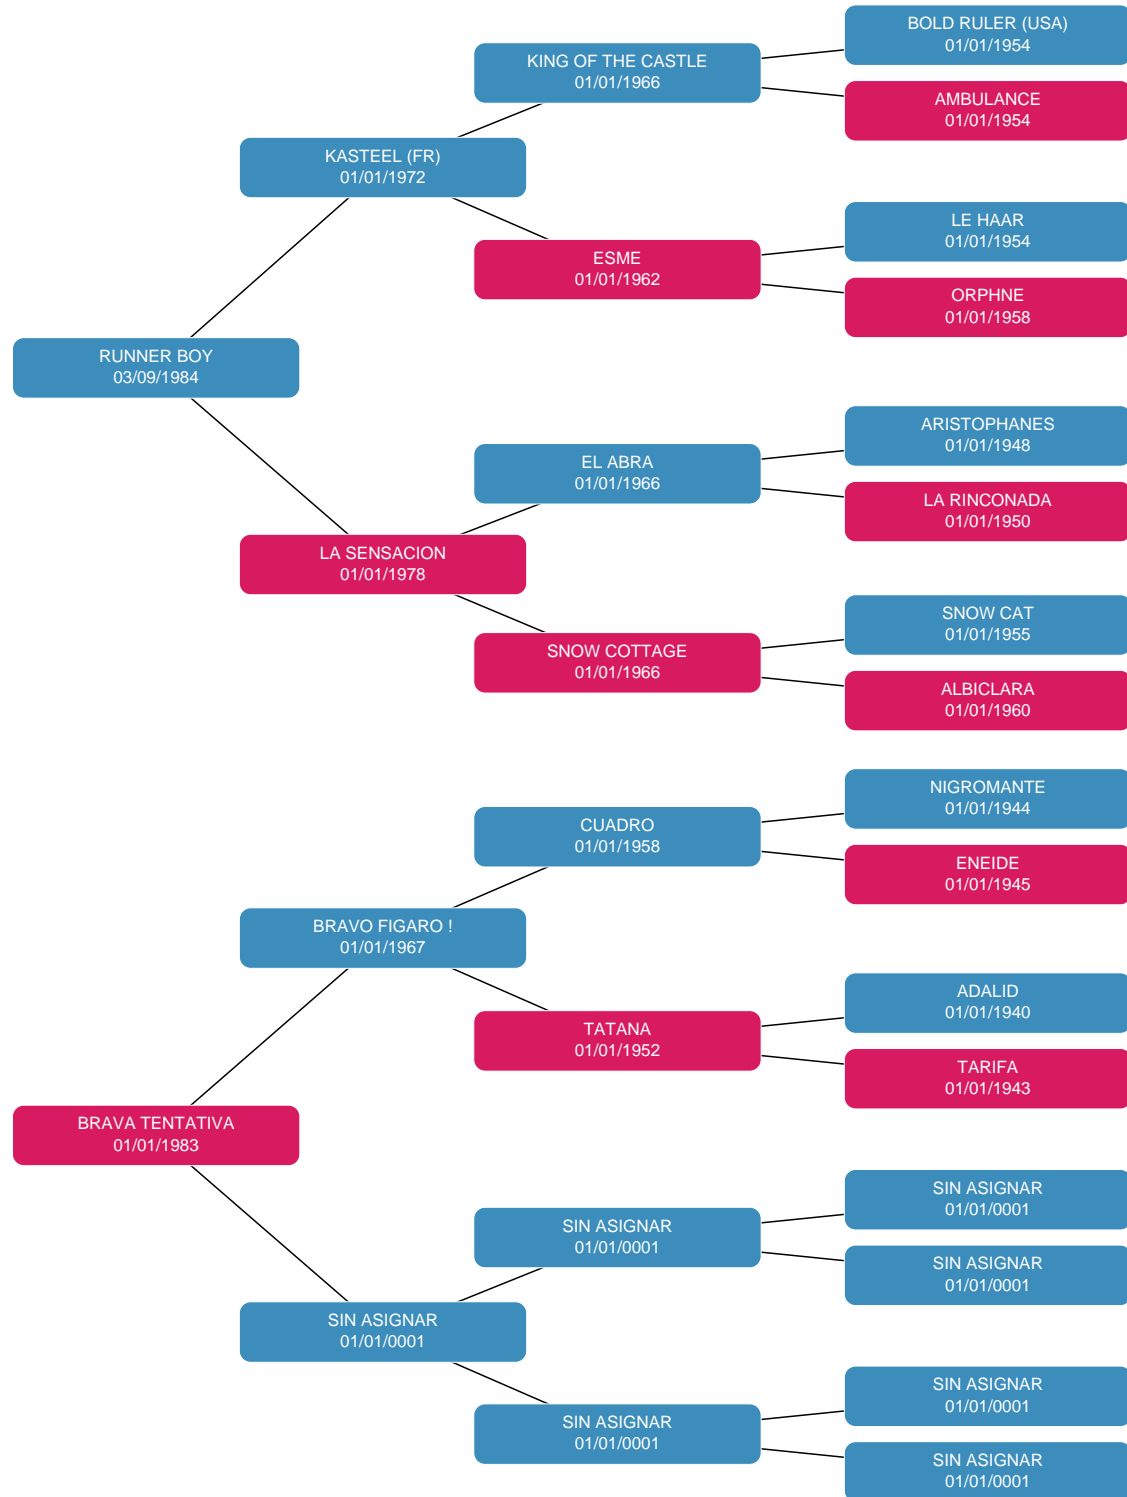 BOLD RULER (USA)
01/01/1954
KING OF THE CASTLE
01/01/1966
AMBULANCE
01/01/1954
KASTEEL (FR)
01/01/1972
LE HAAR
01/01/1954
ESME
01/01/1962
ORPHNE
01/01/1958
RUNNER BOY
03/09/1984
ARISTOPHANES
01/01/1948
EL ABRA
01/01/1966
LA RINCONADA
01/01/1950
LA SENSACION
01/01/1978
SNOW CAT
01/01/1955
SNOW COTTAGE
01/01/1966
ALBICLARA
01/01/1960
NIGROMANTE
01/01/1944
CUADRO
01/01/1958
ENEIDE
01/01/1945
BRAVO FIGARO !
01/01/1967
ADALID
01/01/1940
TATANA
01/01/1952
TARIFA
01/01/1943
BRAVA TENTATIVA
01/01/1983
SIN ASIGNAR
01/01/0001
SIN ASIGNAR
01/01/0001
SIN ASIGNAR
01/01/0001
SIN ASIGNAR
01/01/0001
SIN ASIGNAR
01/01/0001
SIN ASIGNAR
01/01/0001
SIN ASIGNAR
01/01/0001